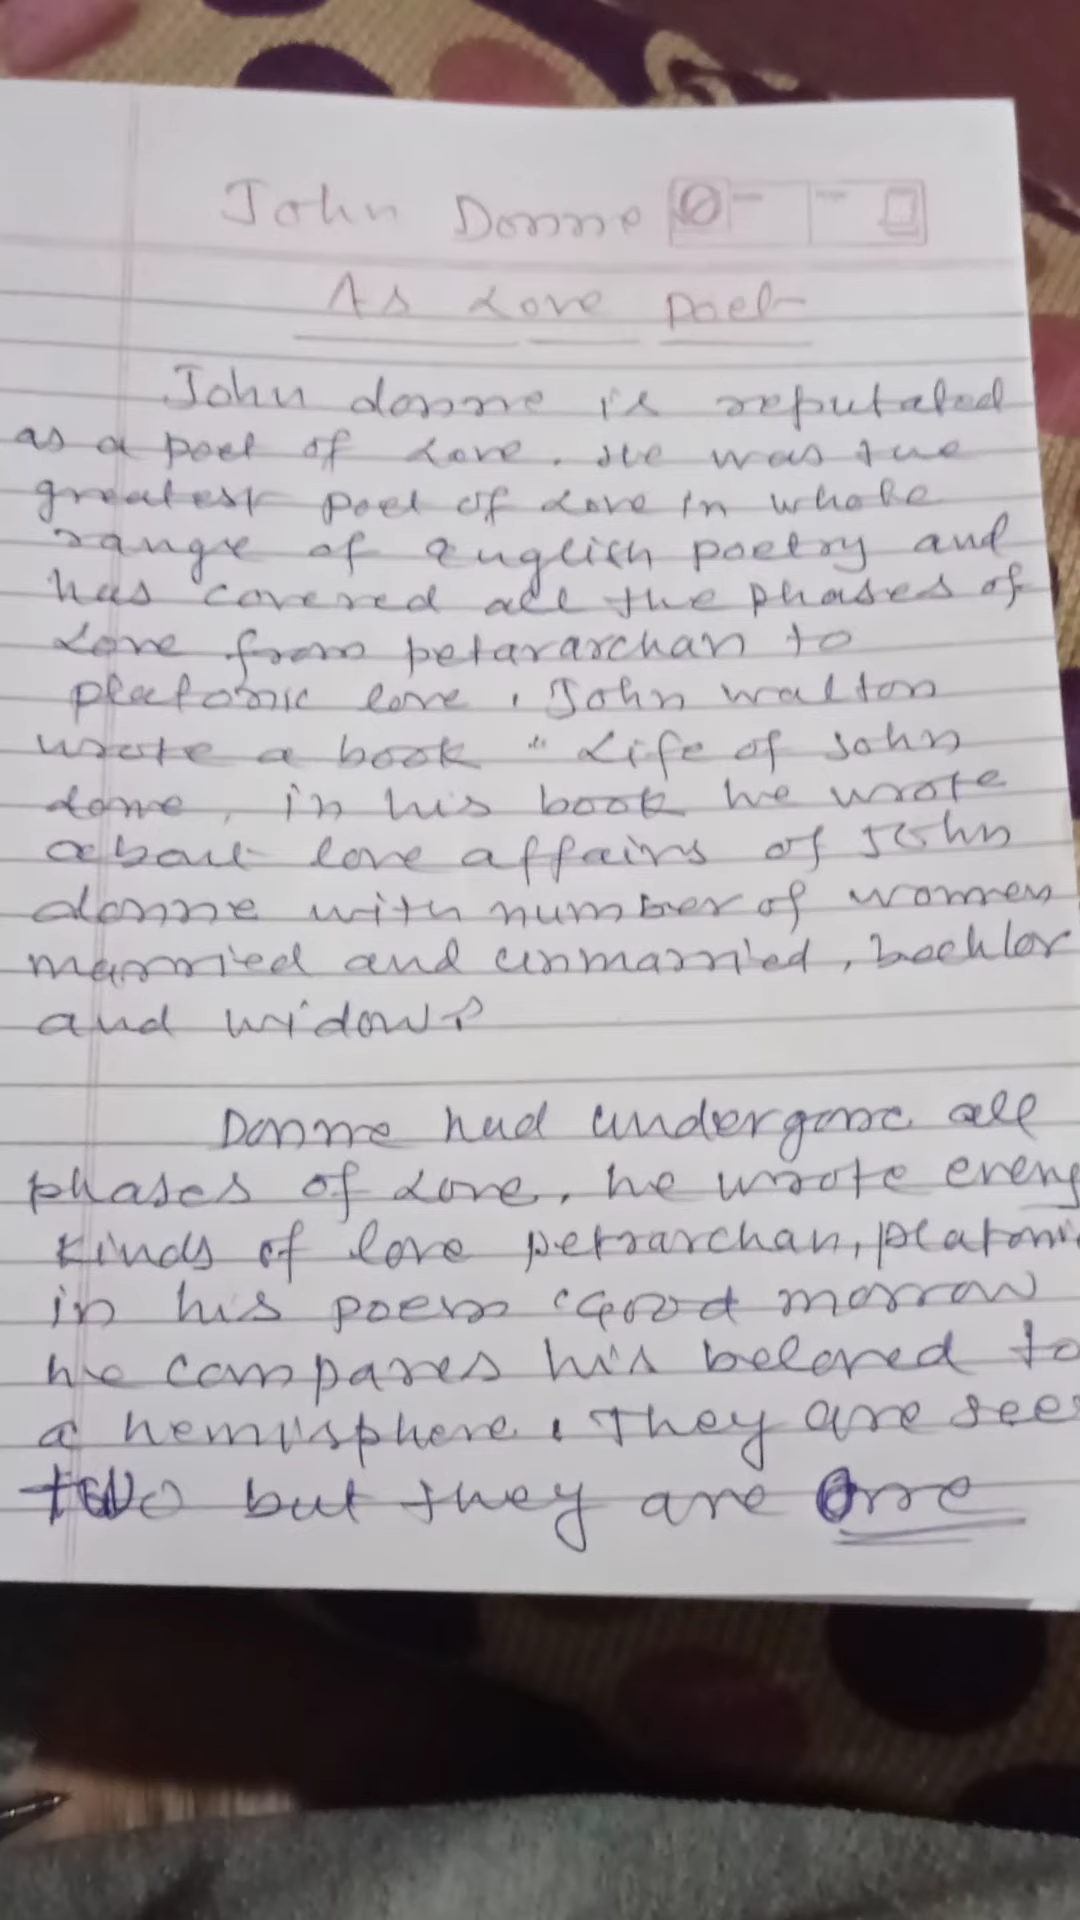 John Donne
As Love Poet
John donne is reputated
as a poet of Love. He was the
greatest poet of Love in whole
range of english poetry and
has covered all the phases of
Love from petararchan to
platonic love. John walton
wrote a book " Life of John
donne, in his book he wrote
about love affairs of John
donne with number of women
married and unmarried, bachlor
and widows
Donne had undergone all
phases of Love, he wrote every
kinds of love petrarchan, platonic
in his poem 'Good morrow
he compares his beloved to
a hemisphere. They are see
two but they are One